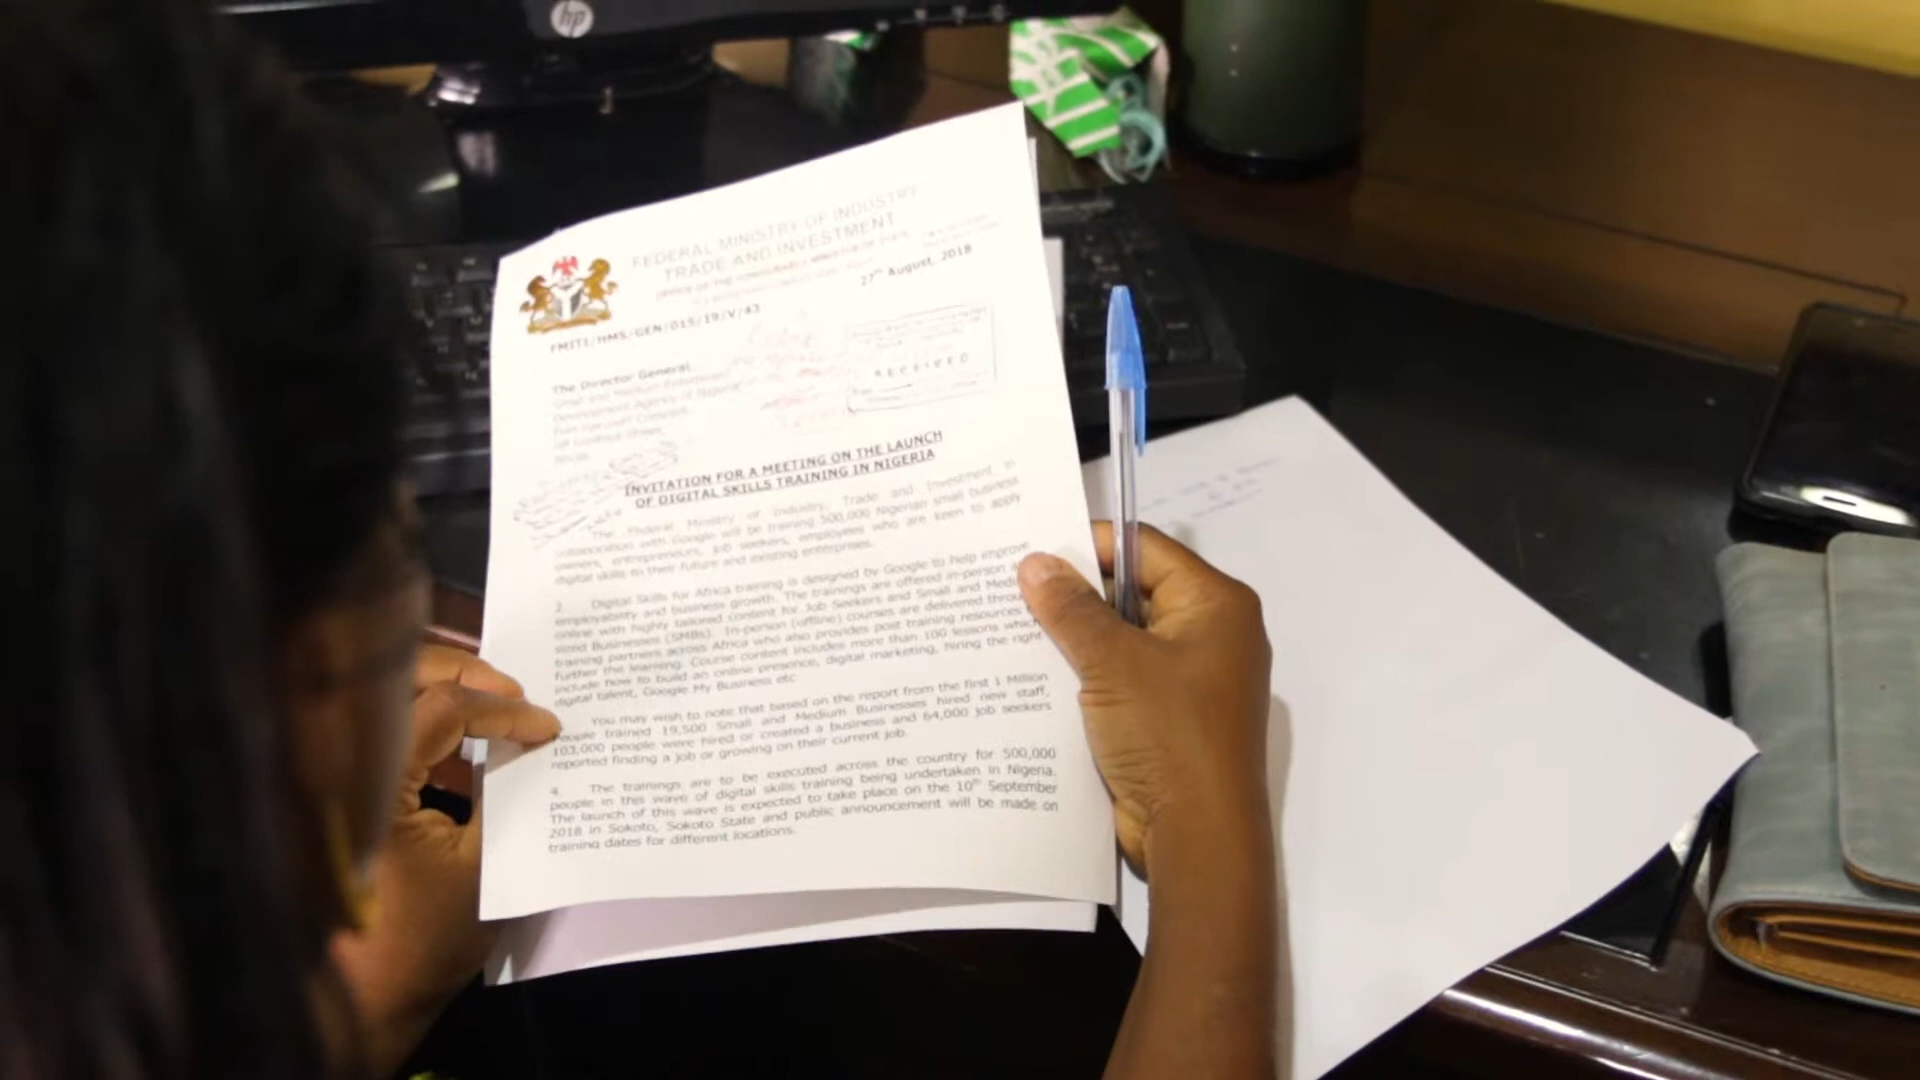 hp
FEDERAL MINISTRY OF INDUSTRY
TRADE AND INVESTMENT
27th August, 2018
FMITI/HMS/GEN/015/19/V/43
RECEIVED
The Director General
Small and Medium Enterprises
Development Agency of Nigeria
INVITATION FOR A MEETING ON THE LAUNCH
OF DIGITAL SKILLS TRAINING IN NIGERIA
The Federal Ministry of Industry, Trade and Investment in
collaboration with Google will be training 500,000 Nigerian small business
owners, entrepreneurs, job seekers, employees who are keen to apply
digital skills to their future and existing enterprises.
2. Digital Skills for Africa training is designed by Google to help improve
employability and business growth. The trainings are offered in-person
online with highly tailored content for Job Seekers and Small and Medi
sized Businesses (SMBs). In-person (offline) courses are delivered throu
training partners across Africa who also provides post training resources
further the learning. Course content includes more than 100 lessons which
include how to build an online presence, digital marketing, hiring the right
digital talent, Google My Business etc
You may wish to note that based on the report from the first 1 Million
people trained 19,500 Small and Medium Businesses hired new staff,
103,000 people were hired or created a business and 64,000 job seekers
reported finding a job or growing on their current job.
4. The trainings are to be executed across the country for 500,000
people in this wave of digital skills training being undertaken in Nigeria.
The launch of this wave is expected to take place on the 10th September
2018 in Sokoto, Sokoto State and public announcement will be made on
training dates for different locations.